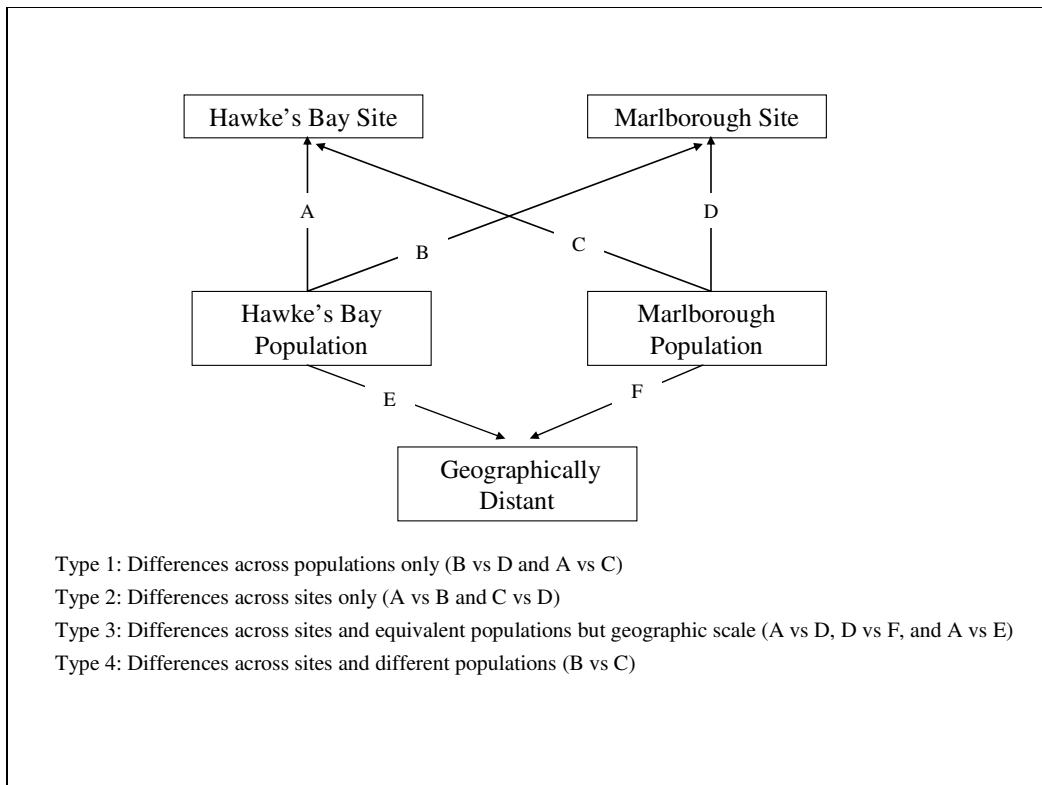 Hawke’s Bay Site
Marlborough Site
A
D
B
C
Hawke’s Bay
Population
Marlborough
Population
E
F
Geographically
Distant
Type 1: Differences across populations only (B vs D and A vs C)
Type 2: Differences across sites only (A vs B and C vs D)
Type 3: Differences across sites and equivalent populations but geographic scale (A vs D, D vs F, and A vs E)
Type 4: Differences across sites and different populations (B vs C)